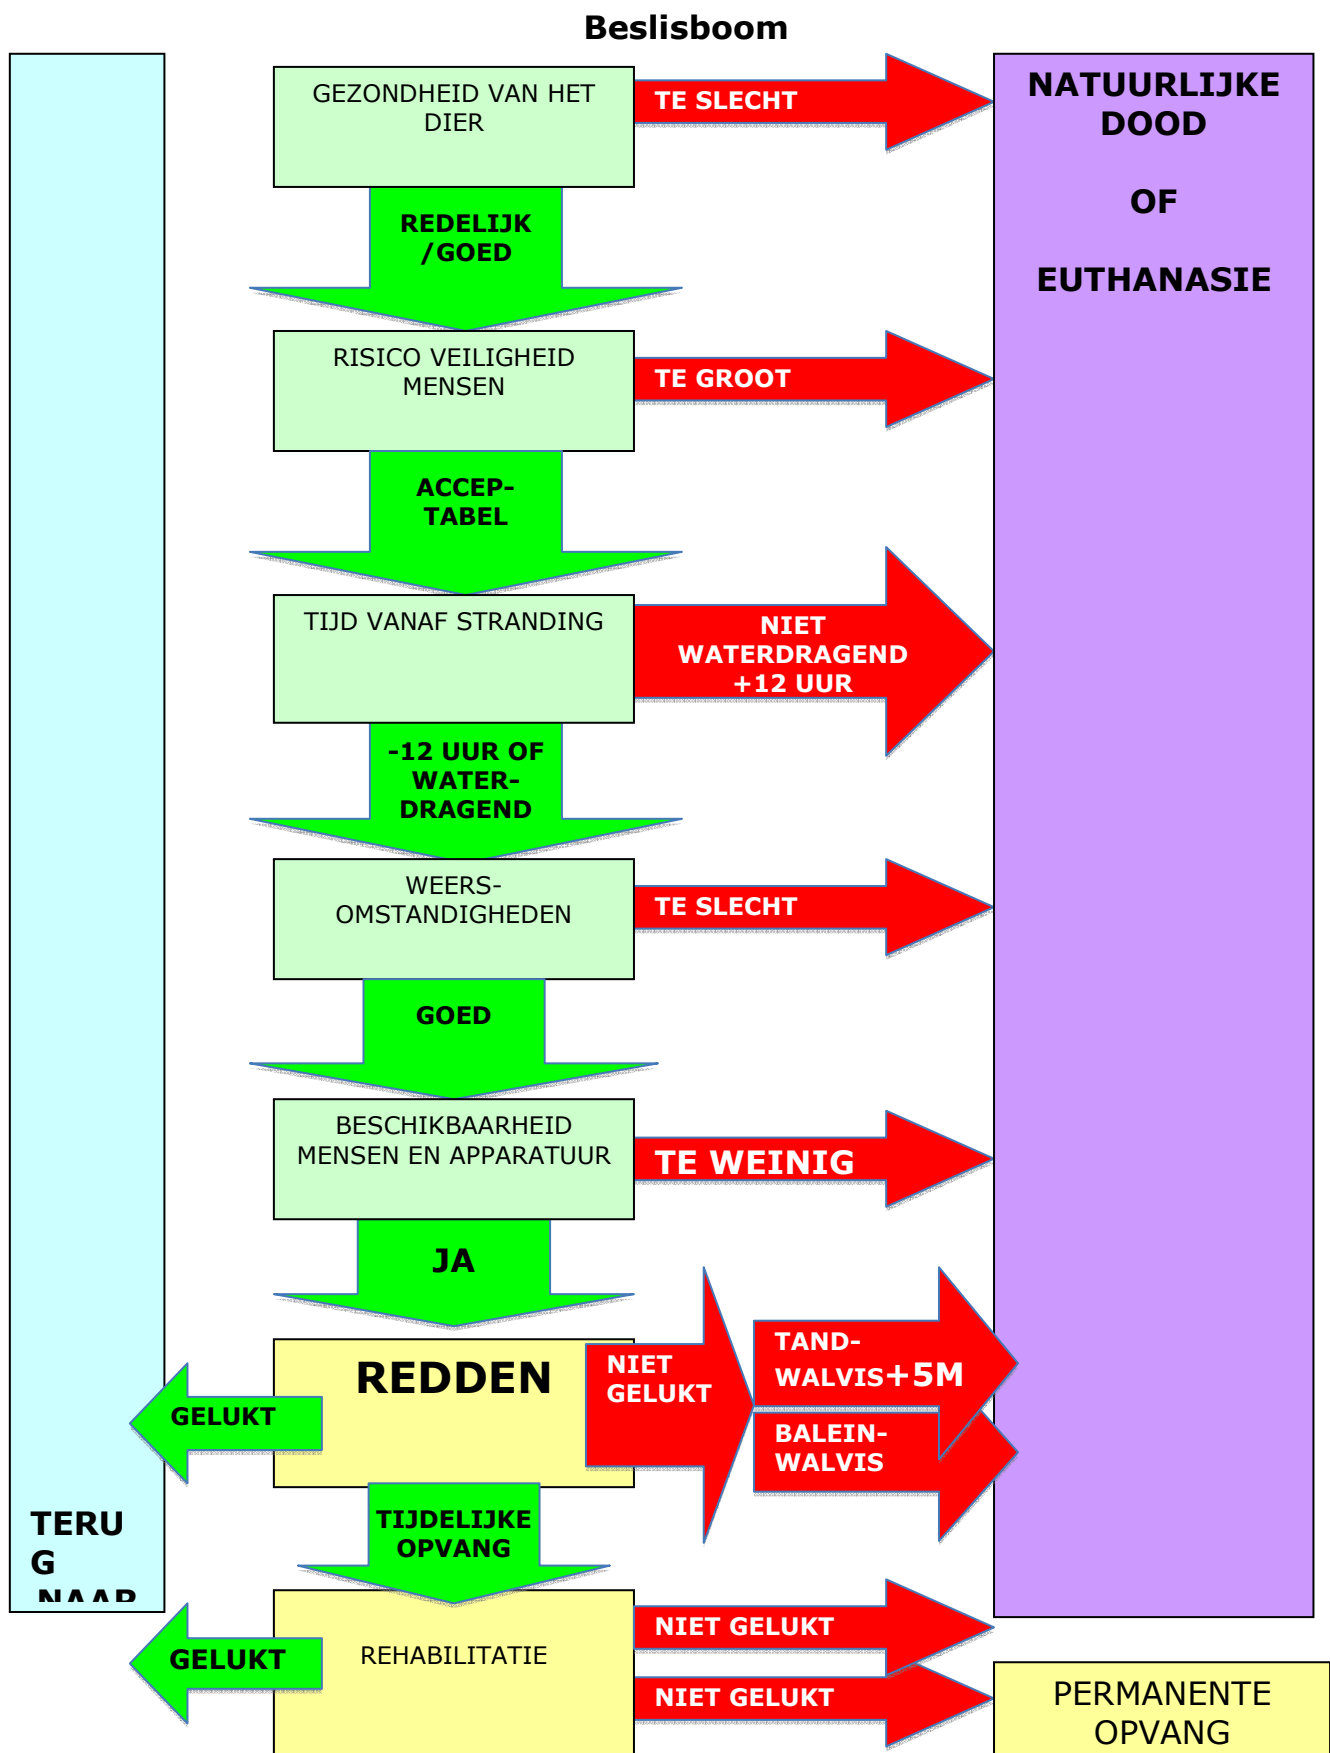 Beslisboom
GEZONDHEID VAN HET
DIER
TE SLECHT
NATUURLIJKE
DOOD
OF
EUTHANASIE
REDELIJK
/GOED
RISICO VEILIGHEID
MENSEN
TE GROOT
ACCEP-
TABEL
TIJD VANAF STRANDING
NIET
WATERDRAGEND
+12 UUR
-12 UUR OF
WATER-
DRAGEND
WEERS-
OMSTANDIGHEDEN
TE SLECHT
GOED
BESCHIKBAARHEID
MENSEN EN APPARATUUR
TE WEINIG
JA
REDDEN
NIET
GELUKT
TAND-
WALVIS+5M
BALEIN-
WALVIS
GELUKT
TIJDELIJKE
OPVANG
TERU
G
NAAR
REHABILITATIE
GELUKT
NIET GELUKT
NIET GELUKT
PERMANENTE
OPVANG